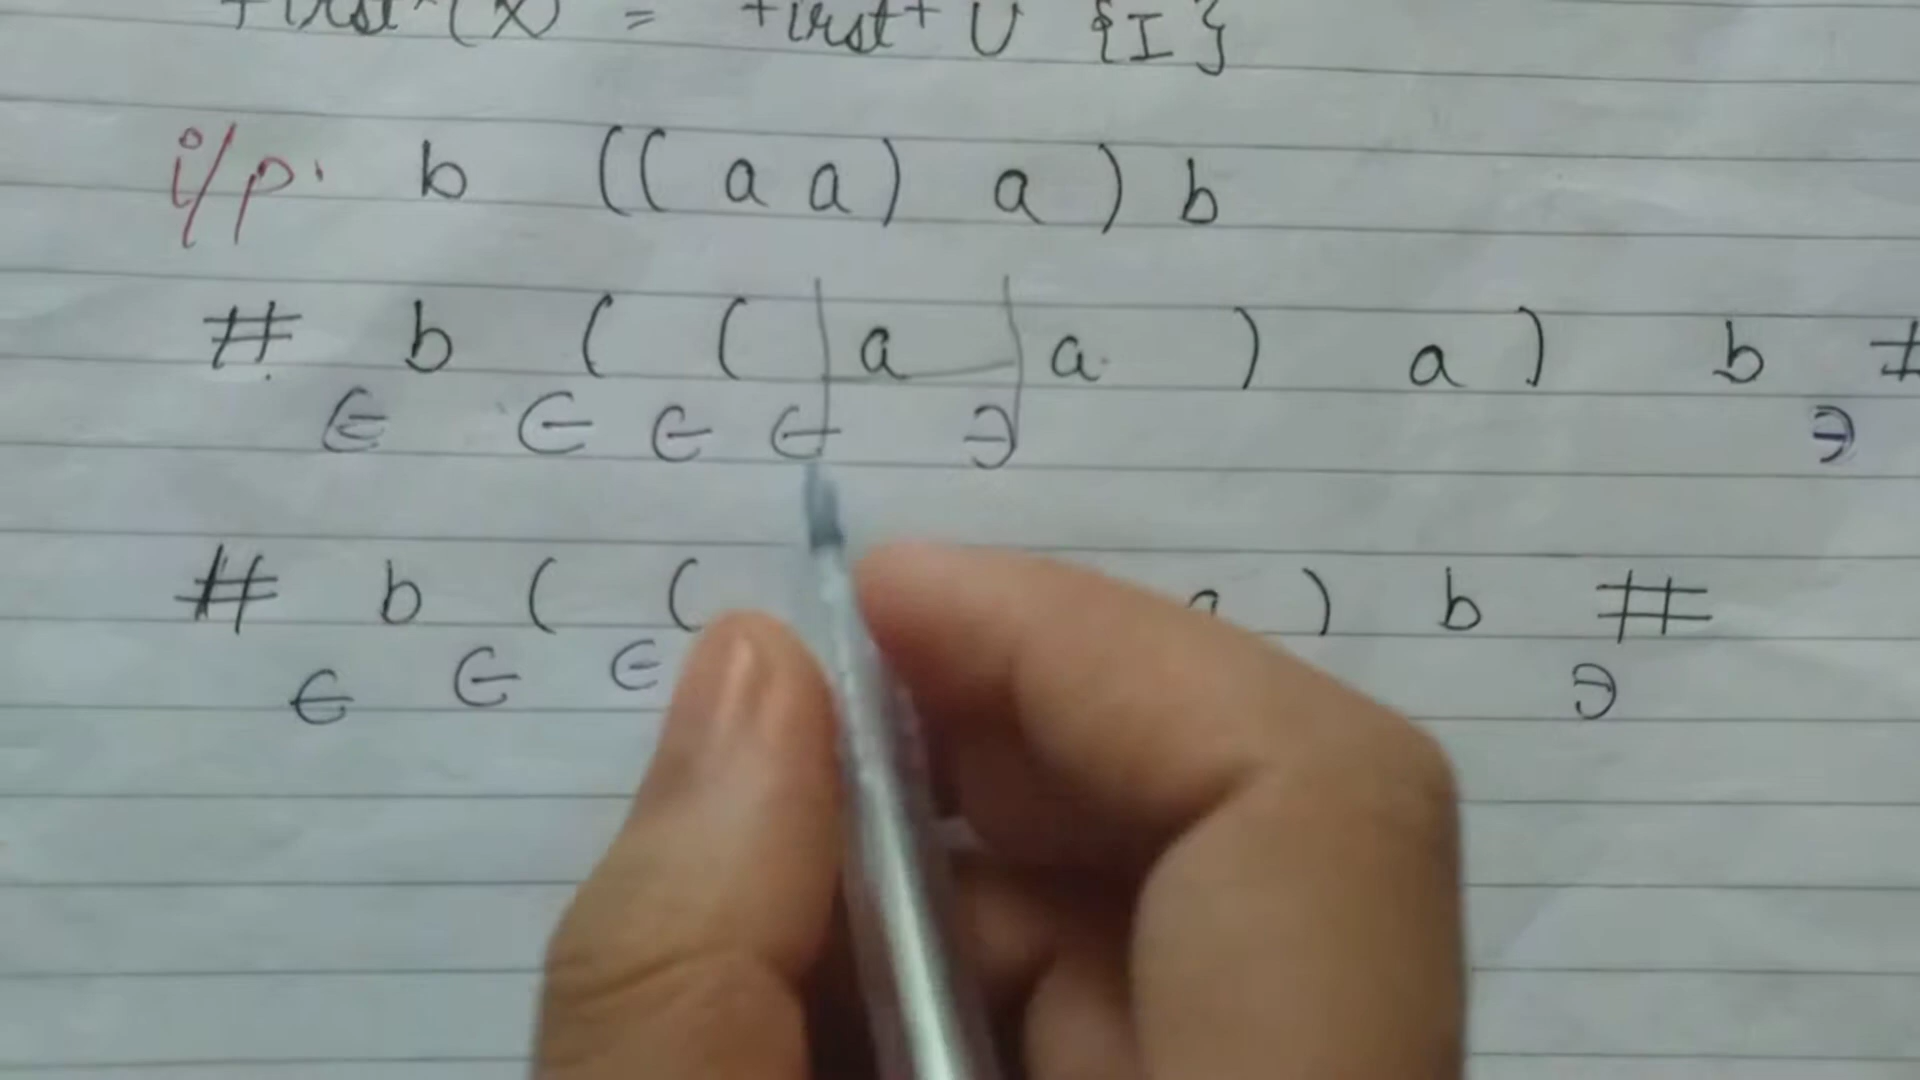 first*(X) = first+ U {I}
i/p. b ((aa) a) b
# b ( ( a a ) a ) b #
⋲ ⋲ ⋲ ⋲ ⋺ ⋺
# b ( ( a ) b #
⋲ ⋲ ⋲ ⋺